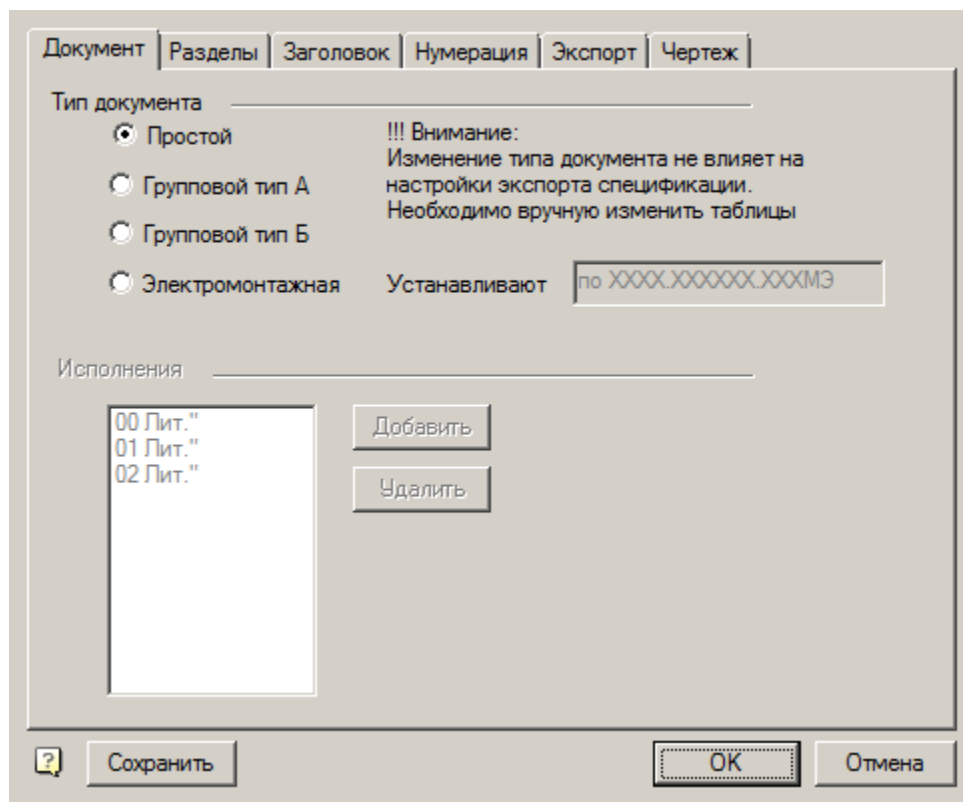 Документ Разделы Заголовок Нумерация Экспорт Чертеж
Тип документа
Простой
Групповой тип А
Групповой тип Б
Электромонтажная
!!! Внимание:
Изменение типа документа не влияет на
настройки экспорта спецификации.
Необходимо вручную изменить таблицы
Устанавливают по XXXX.XXXXXX.XXXМЭ
Исполнения
00 Лит."
01 Лит."
02 Лит."
Добавить
Удалить
Сохранить OK Отмена